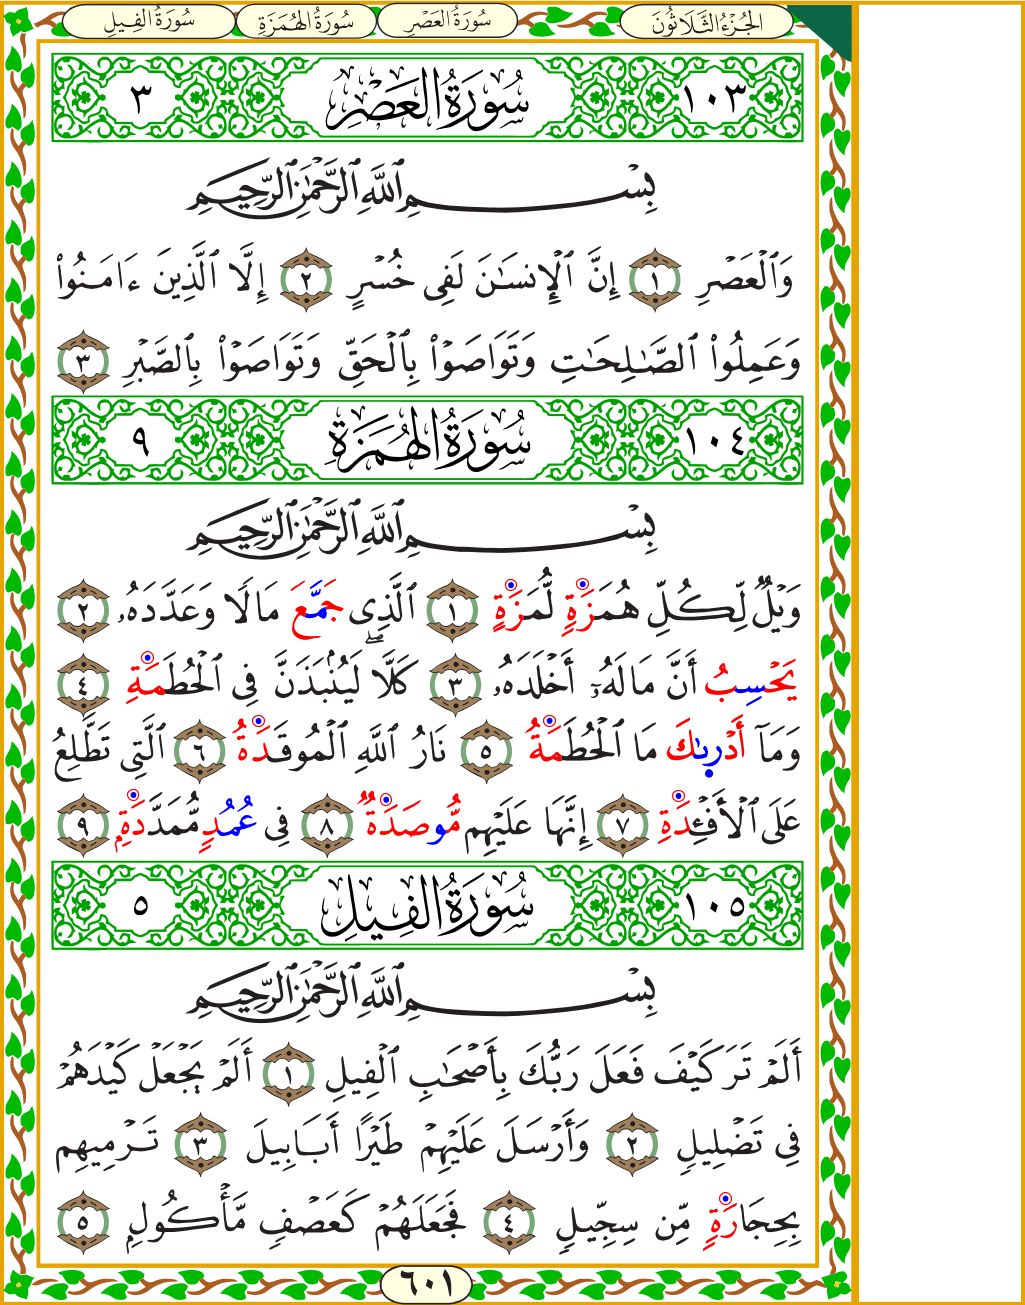 الجُزْءُ الثَّلَاثُونَ سُورَةُ العَصْرِ سُورَةُ الهُمَزَةِ سُورَةُ الفِيلِ
١٠٣ سُورَةُ العَصْرِ ٣
بِسْمِ ٱللَّهِ ٱلرَّحْمَٰنِ ٱلرَّحِيمِ
وَٱلْعَصْرِ ١ إِنَّ ٱلْإِنسَٰنَ لَفِى خُسْرٍ ٢ إِلَّا ٱلَّذِينَ ءَامَنُوا۟
وَعَمِلُوا۟ ٱلصَّٰلِحَٰتِ وَتَوَاصَوْا۟ بِٱلْحَقِّ وَتَوَاصَوْا۟ بِٱلصَّبْرِ ٣
١٠٤ سُورَةُ الهُمَزَةِ ٩
بِسْمِ ٱللَّهِ ٱلرَّحْمَٰنِ ٱلرَّحِيمِ
وَيْلٌ لِّكُلِّ هُمَزَةٍ لُّمَزَةٍ ١ ٱلَّذِى جَمَّعَ مَالًا وَعَدَّدَهُۥ ٢
يَحْسِبُ أَنَّ مَالَهُۥٓ أَخْلَدَهُۥ ٣ كَلَّا ۖ لَيُنۢبَذَنَّ فِى ٱلْحُطَمَةِ ٤
وَمَآ أَدْرىٰكَ مَا ٱلْحُطَمَةُ ٥ نَارُ ٱللَّهِ ٱلْمُوقَدَةُ ٦ ٱلَّتِى تَطَّلِعُ
عَلَى ٱلْأَفْـِٔدَةِ ٧ إِنَّهَا عَلَيْهِم مُّوصَدَةٌ ٨ فِى عُمُدٍ مُّمَدَّدَةٍۭ ٩
١٠٥ سُورَةُ الفِيلِ ٥
بِسْمِ ٱللَّهِ ٱلرَّحْمَٰنِ ٱلرَّحِيمِ
أَلَمْ تَرَ كَيْفَ فَعَلَ رَبُّكَ بِأَصْحَٰبِ ٱلْفِيلِ ١ أَلَمْ يَجْعَلْ كَيْدَهُمْ
فِى تَضْلِيلٍ ٢ وَأَرْسَلَ عَلَيْهِمْ طَيْرًا أَبَابِيلَ ٣ تَرْمِيهِم
بِحِجَارَةٍ مِّن سِجِّيلٍ ٤ فَجَعَلَهُمْ كَعَصْفٍ مَّأْكُولٍۭ ٥
٦٠١